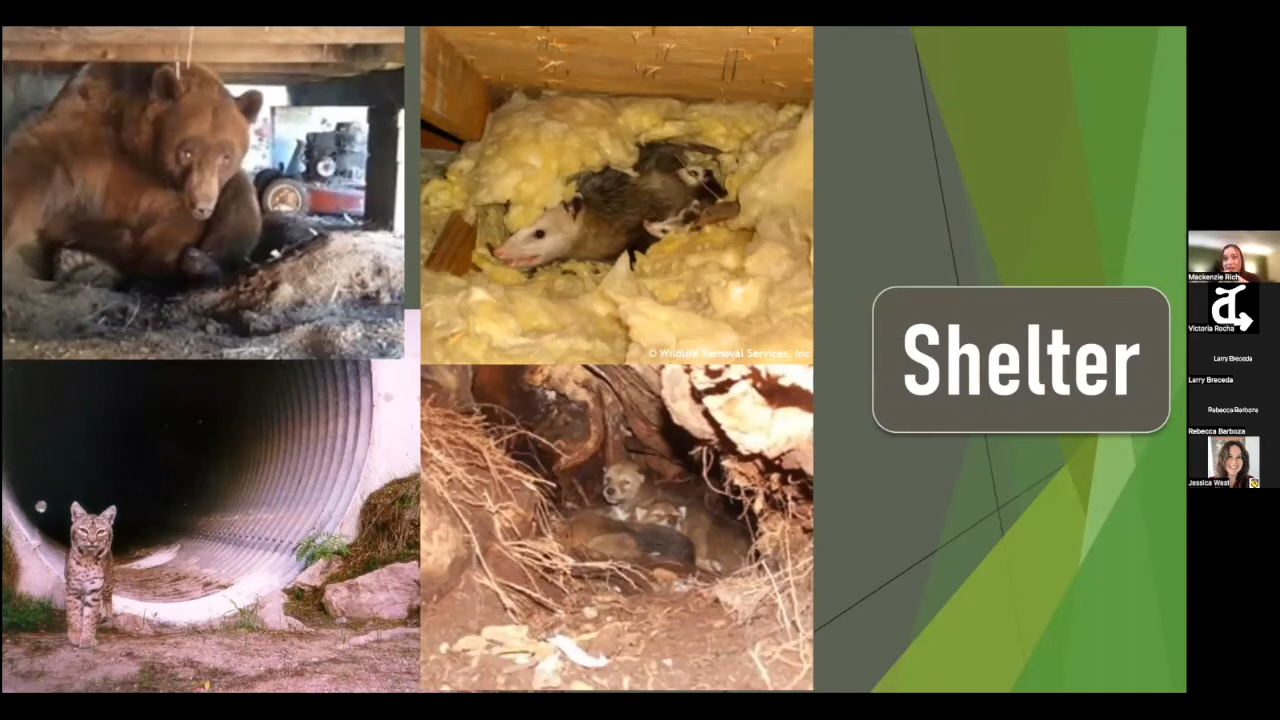 © Wildlife Removal Services, Inc
Shelter
Mackenzie Rich
a
Victoria Rocha
Larry Breceda
Larry Breceda
Rebecca Barboza
Rebecca Barboza
Jessica West